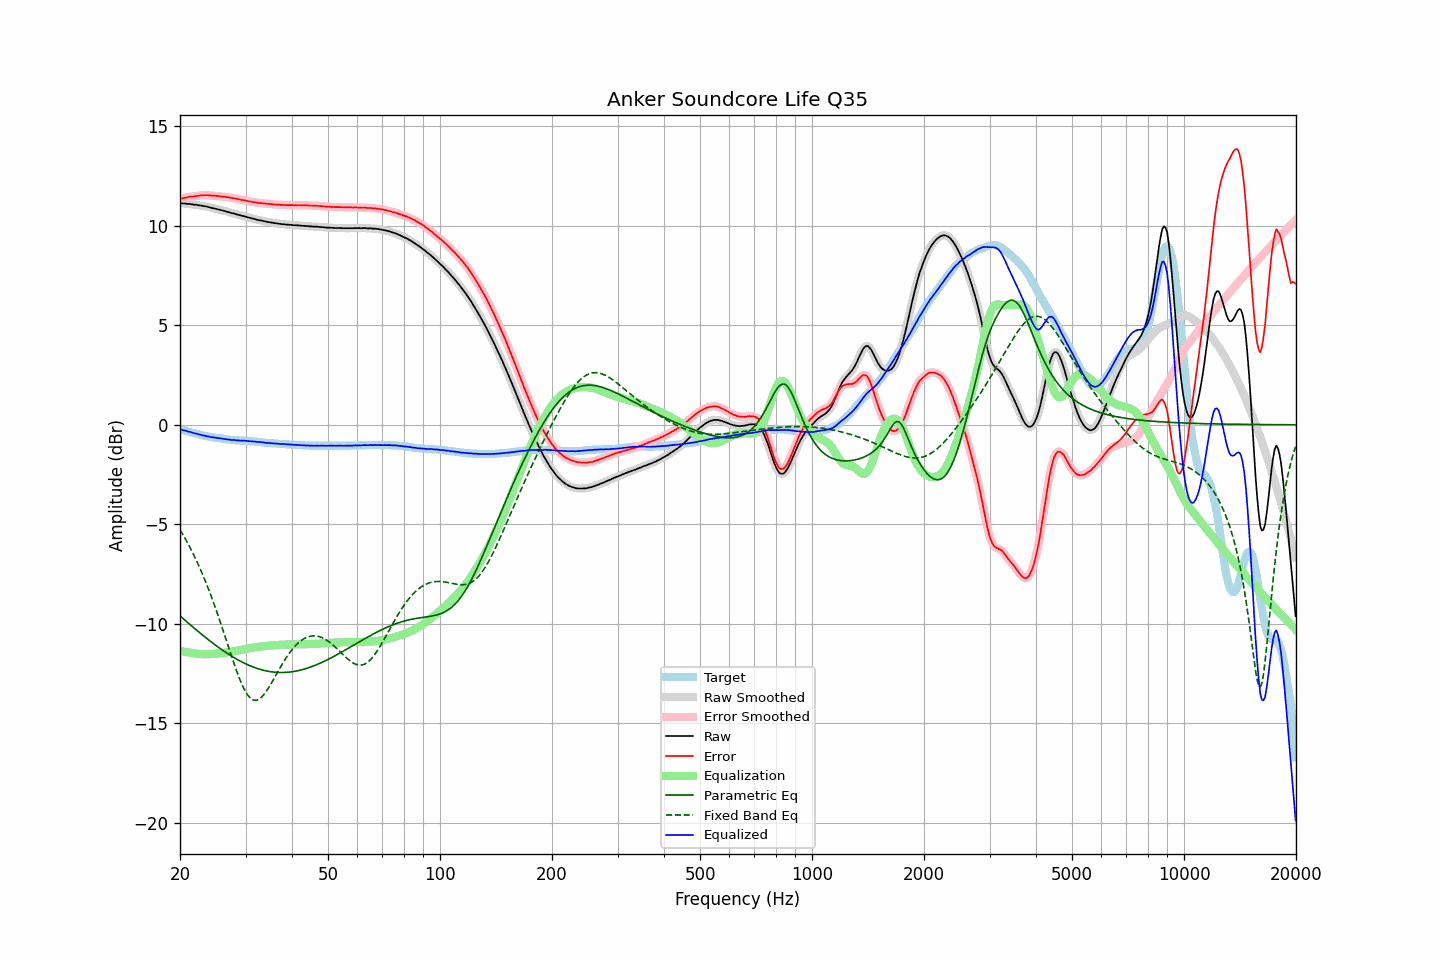 Anker Soundcore Life Q35
Amplitude (dBr)
15
10
5
0
−5
−10
−15
−20
Target
Raw Smoothed
Error Smoothed
Raw
Error
Equalization
Parametric Eq
Fixed Band Eq
Equalized
20 50 100 200 500 1000 2000 5000 10000 20000
Frequency (Hz)